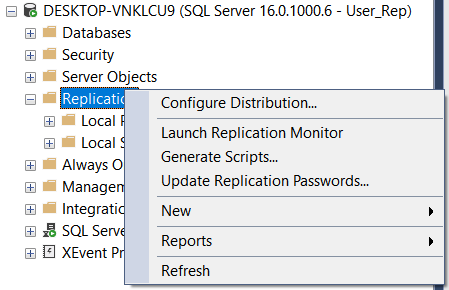 DESKTOP-VNKLCU9 (SQL Server 16.0.1000.6 - User_Rep)
Databases
Security
Server Objects
Replication
Local
Local
Always
Managem
Integratio
SQL Serve
XEvent Pr
Configure Distribution...
Launch Replication Monitor
Generate Scripts...
Update Replication Passwords...
New
Reports
Refresh